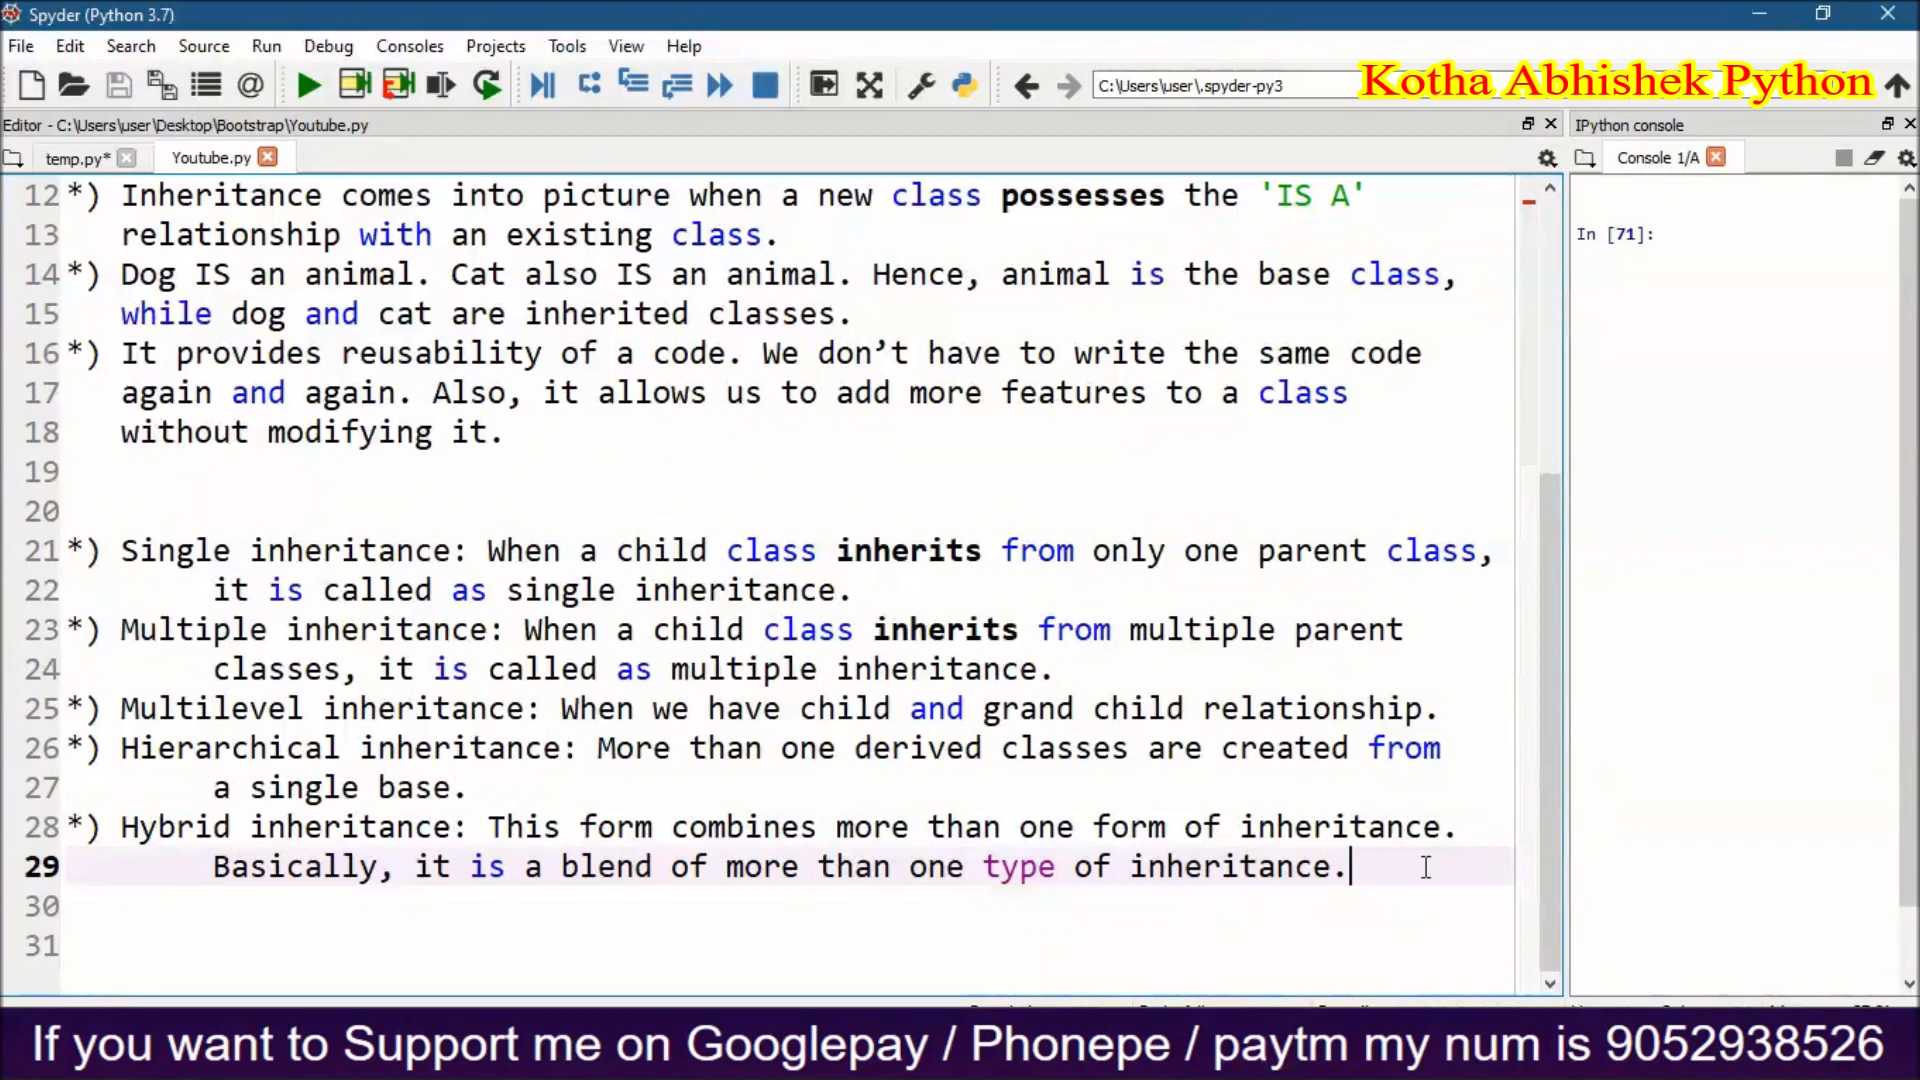 Spyder (Python 3.7)
File Edit Search Source Run Debug Consoles Projects Tools View Help
C:\Users\user\.spyder-py3
Kotha Abhishek Python
Editor - C:\Users\user\Desktop\Bootstrap\Youtube.py
IPython console
temp.py* Youtube.py
Console 1/A
In [71]:
12 *) Inheritance comes into picture when a new class possesses the 'IS A'
13 relationship with an existing class.
14 *) Dog IS an animal. Cat also IS an animal. Hence, animal is the base class,
15 while dog and cat are inherited classes.
16 *) It provides reusability of a code. We don’t have to write the same code
17 again and again. Also, it allows us to add more features to a class
18 without modifying it.
19
20
21 *) Single inheritance: When a child class inherits from only one parent class,
22 it is called as single inheritance.
23 *) Multiple inheritance: When a child class inherits from multiple parent
24 classes, it is called as multiple inheritance.
25 *) Multilevel inheritance: When we have child and grand child relationship.
26 *) Hierarchical inheritance: More than one derived classes are created from
27 a single base.
28 *) Hybrid inheritance: This form combines more than one form of inheritance.
29 Basically, it is a blend of more than one type of inheritance.
30
31
If you want to Support me on Googlepay / Phonepe / paytm my num is 9052938526